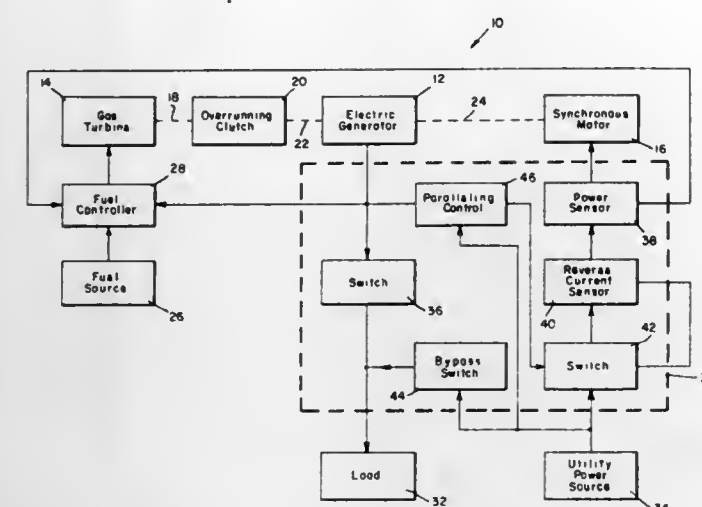 10
14
20
12
Gas
Turbine
18
Overrunning
Clutch
22
Electric
Generator
24
Synchronous
Motor
16
28
Fuel
Controller
46
Paralleling
Control
Power
Sensor
38
Fuel
Source
26
Switch
36
Reverse
Current
Sensor
40
42
Bypass
Switch
44
Switch
Load
32
Utility
Power
Source